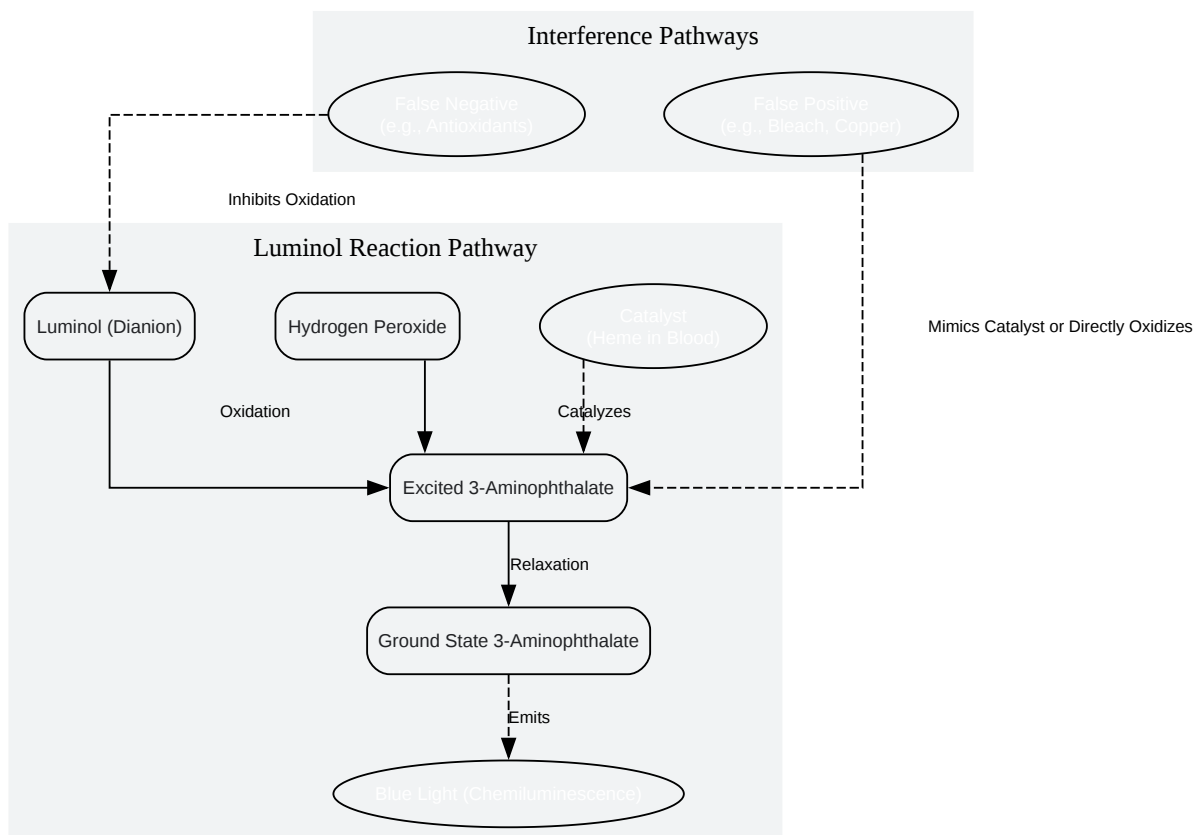 Interference Pathways
False Negative
(e.g., Antioxidants)
False Positive
(e.g., Bleach, Copper)
Inhibits Oxidation
Luminol Reaction Pathway
Luminol (Dianion)
Hydrogen Peroxide
Catalyst
(Heme in Blood)
Mimics Catalyst or Directly Oxidizes
Oxidation
Catalyzes
Excited 3-Aminophthalate
Relaxation
Ground State 3-Aminophthalate
Emits
Blue Light (Chemiluminescence)